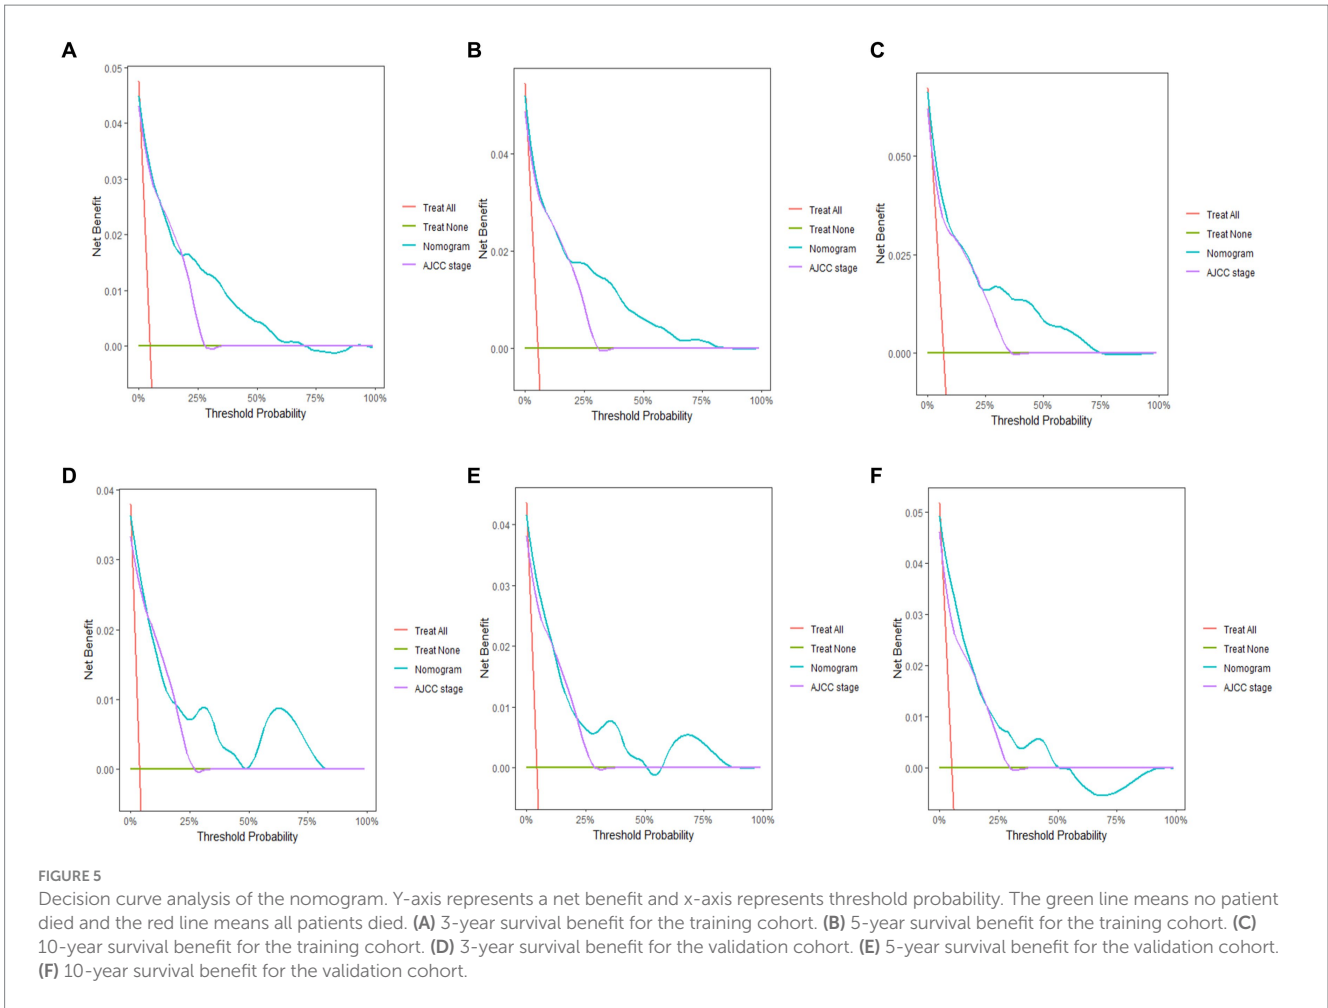 A
0.05
0.04
0.03
0.02
0.01
0.00
Net Benefit
0%
25%
50%
75%
100%
Threshold Probability
Treat All
Treat None
Nomogram
AJCC stage
B
0.04
0.02
0.00
Net Benefit
0%
25%
50%
75%
100%
Threshold Probability
Treat All
Treat None
Nomogram
AJCC stage
C
0.050
0.025
0.000
Net Benefit
0%
25%
50%
75%
100%
Threshold Probability
Treat All
Treat None
Nomogram
AJCC stage
D
0.04
0.03
0.02
0.01
0.00
Net Benefit
0%
25%
50%
75%
100%
Threshold Probability
Treat All
Treat None
Nomogram
AJCC stage
E
0.04
0.03
0.02
0.01
0.00
Net Benefit
0%
25%
50%
75%
100%
Threshold Probability
Treat All
Treat None
Nomogram
AJCC stage
F
0.05
0.04
0.03
0.02
0.01
0.00
Net Benefit
0%
25%
50%
75%
100%
Threshold Probability
Treat All
Treat None
Nomogram
AJCC stage
FIGURE 5
Decision curve analysis of the nomogram. Y-axis represents a net benefit and x-axis represents threshold probability. The green line means no patient
died and the red line means all patients died. (A) 3-year survival benefit for the training cohort. (B) 5-year survival benefit for the training cohort. (C)
10-year survival benefit for the training cohort. (D) 3-year survival benefit for the validation cohort. (E) 5-year survival benefit for the validation cohort.
(F) 10-year survival benefit for the validation cohort.